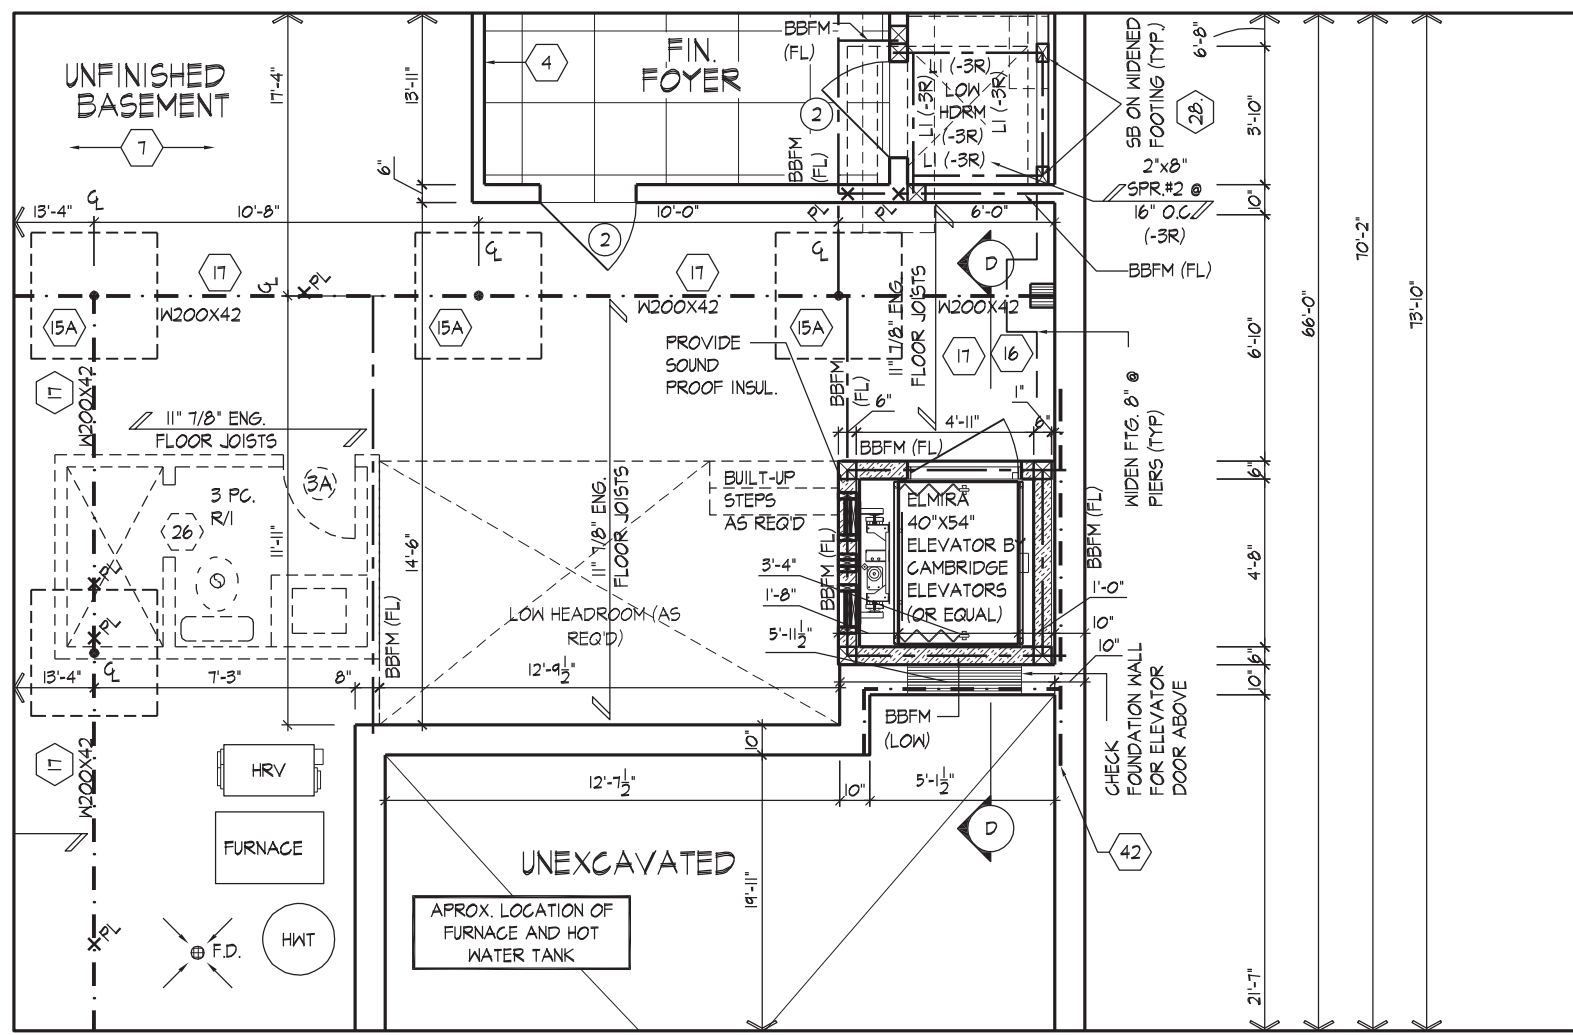 UNFINISHED
BASEMENT
7
17'-4"
13'-11"
6"
4
FIN.
FOYER
BBFM
(FL)
2
BBFM
(FL)
LI (-3R)
LOW
HDRM
(-3R)
LI (-3R)
LI (-3R)
LI (-3R)
SB ON WIDENED
FOOTING (TYP.)
28.
6'-8"
3'-10"
2"x8"
SPR.#2 @
16" O.C.
(-3R)
10"
BBFM (FL)
13'-4"
CL
10'-8"
10'-0"
PL
PL
6'-0"
2
CL
CL
D
17
CL
PL
17
W200X42
W200X42
W200X42
15A
15A
15A
11" 7/8" ENG.
FLOOR JOISTS
17
16
PROVIDE
SOUND
PROOF INSUL.
BBFM
(FL)
6"
1"
4'-11"
6"
BBFM (FL)
6'-10"
70'-2"
66'-0"
73'-10"
WIDEN FTG. 8" @
PIERS (TYP)
17
W200X42
11" 7/8" ENG.
FLOOR JOISTS
3A
3 PC.
R/I
26
11'-11"
14'-6"
11" 7/8" ENG.
FLOOR JOISTS
BUILT-UP
STEPS
AS REQ'D
ELMIRA
40"X54"
ELEVATOR BY
CAMBRIDGE
ELEVATORS
(OR EQUAL)
BBFM (FL)
BBFM (FL)
6"
4'-8"
3'-4"
1'-8"
5'-11½"
1'-0"
10"
10"
6"
10"
PL
PL
CL
LOW HEADROOM (AS
REQ'D)
BBFM (FL)
13'-4"
7'-3"
8"
12'-9½"
BBFM
(LOW)
CHECK
FOUNDATION WALL
FOR ELEVATOR
DOOR ABOVE
17
W200X42
HRV
10"
12'-7½"
10"
5'-1½"
D
42
FURNACE
UNEXCAVATED
19'-11"
APROX. LOCATION OF
FURNACE AND HOT
WATER TANK
PL
F.D.
HWT
21'-7"